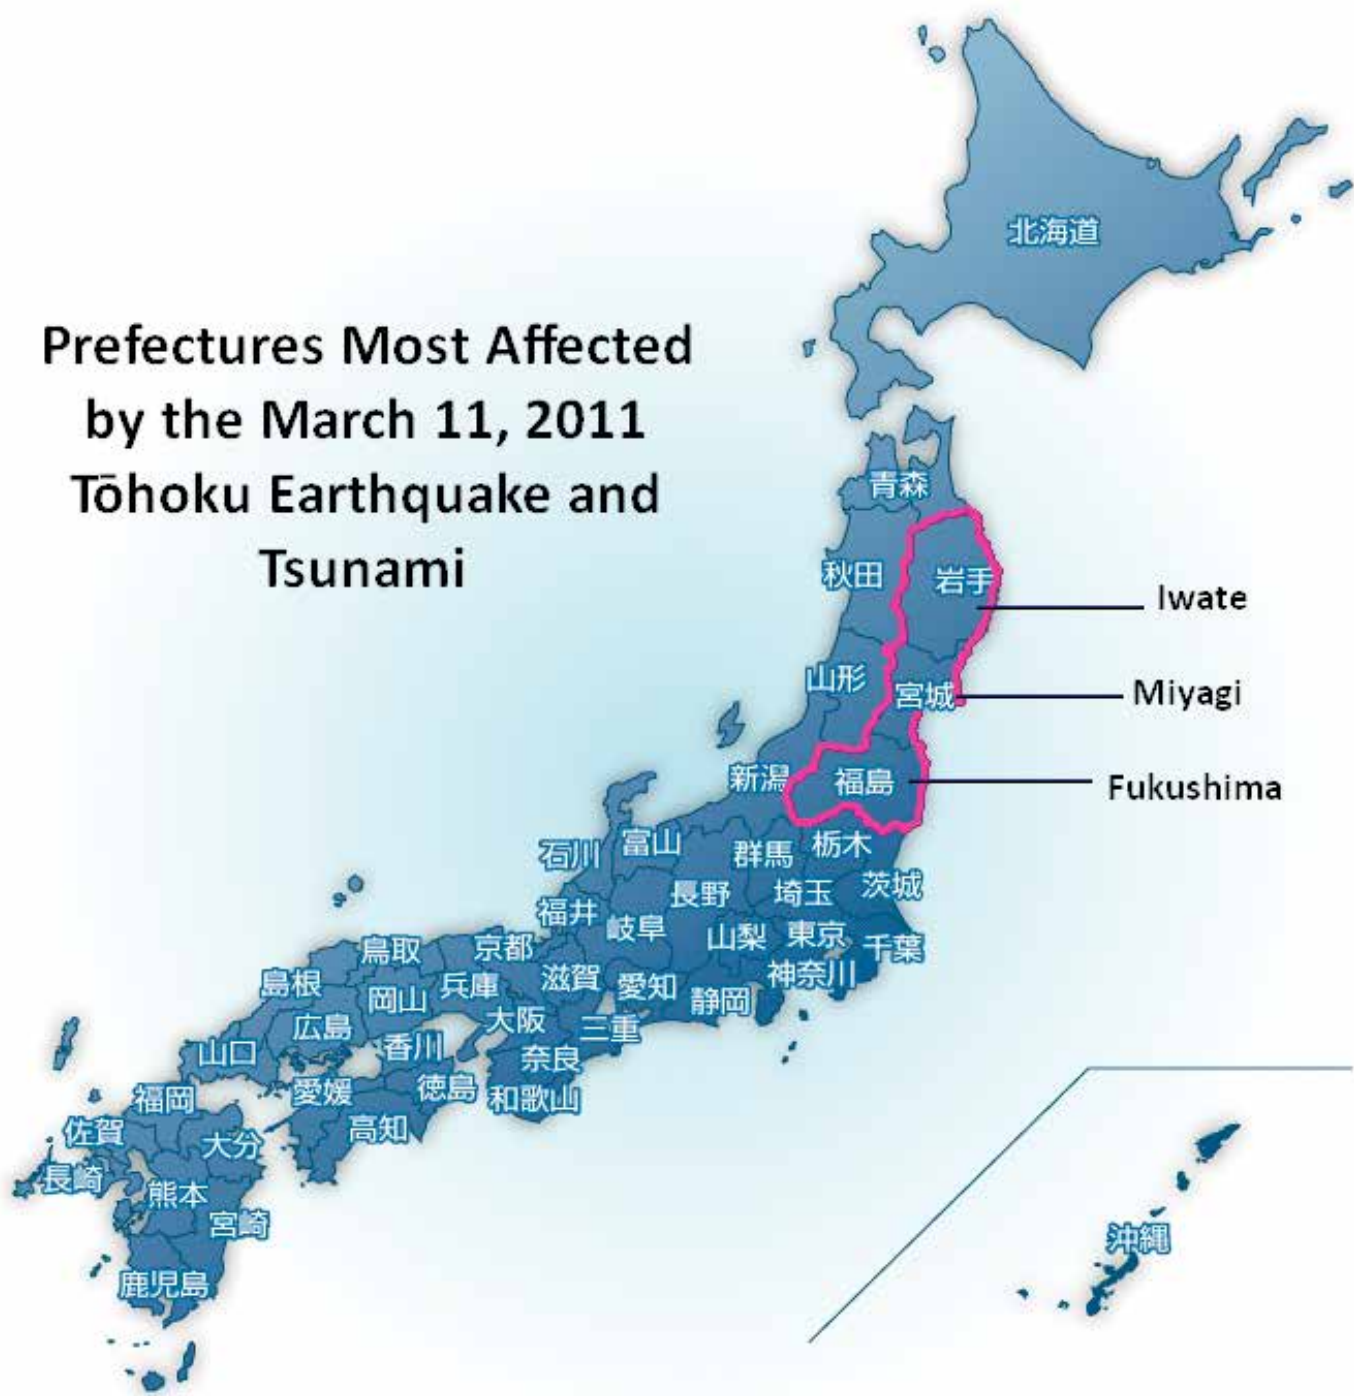 北海道
Prefectures Most Affected
by the March 11, 2011
Tōhoku Earthquake and
Tsunami
青森
秋田
岩手
Iwate
山形
宮城
Miyagi
新潟
福島
Fukushima
石川
富山
群馬
栃木
福井
長野
埼玉
茨城
岐阜
山梨
東京
千葉
鳥取
京都
滋賀
愛知
静岡
神奈川
島根
岡山
兵庫
広島
大阪
三重
山口
香川
奈良
福岡
愛媛
徳島
和歌山
佐賀
大分
高知
長崎
熊本
宮崎
鹿児島
沖縄